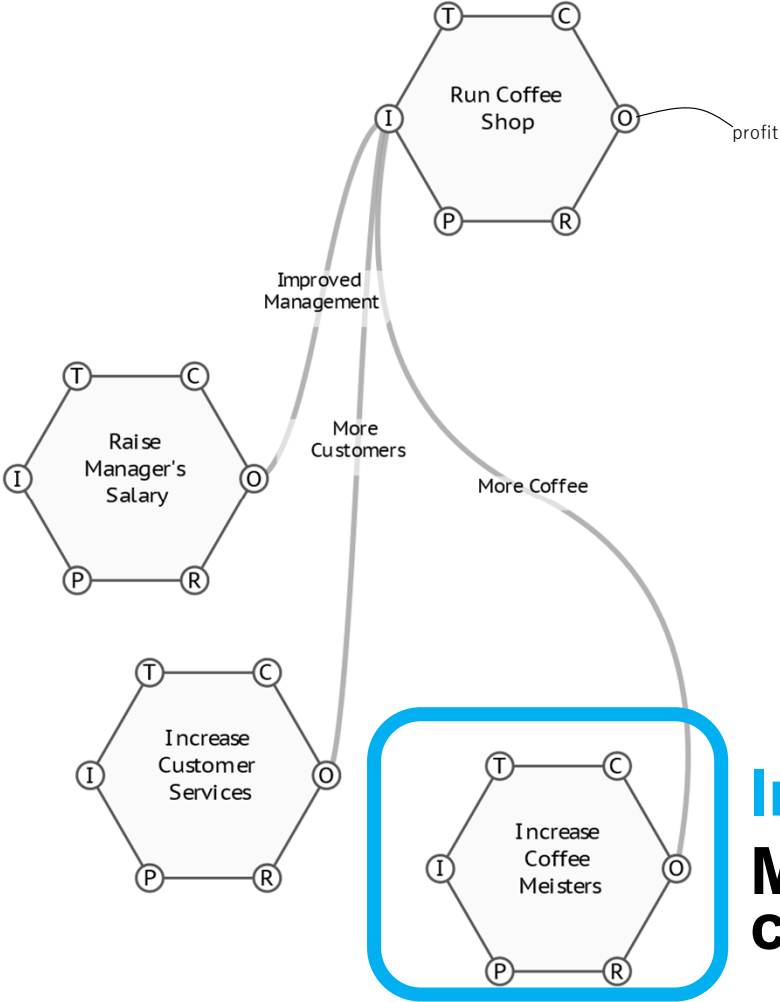 T
C
Run Coffee
Shop
I
O
profit
P
R
Improved
Management
T
C
Raise
Manager's
Salary
I
O
P
R
More
Customers
More Coffee
T
C
Increase
Customer
Services
I
O
P
R
T
C
Increase
Coffee
Meisters
I
O
P
R